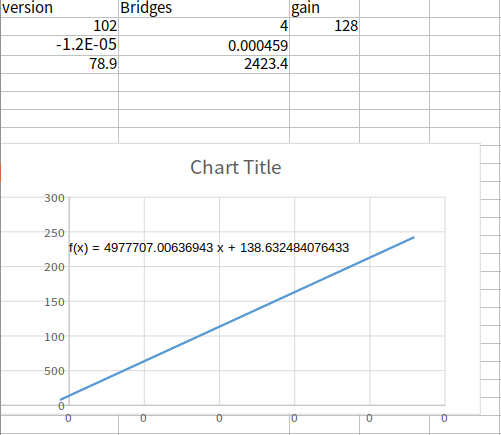 version Bridges gain
102 4 128
-1.2E-05 0.000459
78.9 2423.4
Chart Title
300
250
f(x) = 4977707.00636943 x + 138.632484076433
200
150
100
500
0
0 0 0 0 0 0